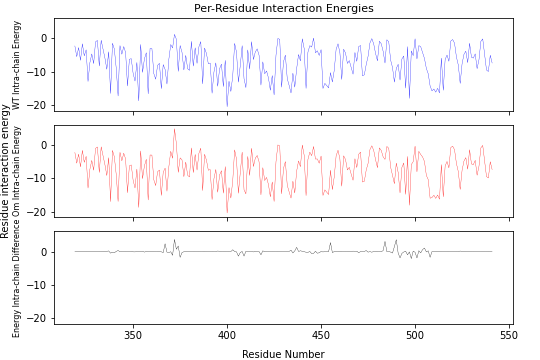 Per-Residue Interaction Energies
WT Intra-chain Energy
0
−10
−20
Residue interaction energy
Om Intra-chain Energy
0
−10
−20
Energy Intra-chain Difference
0
−10
−20
350
400
450
500
550
Residue Number